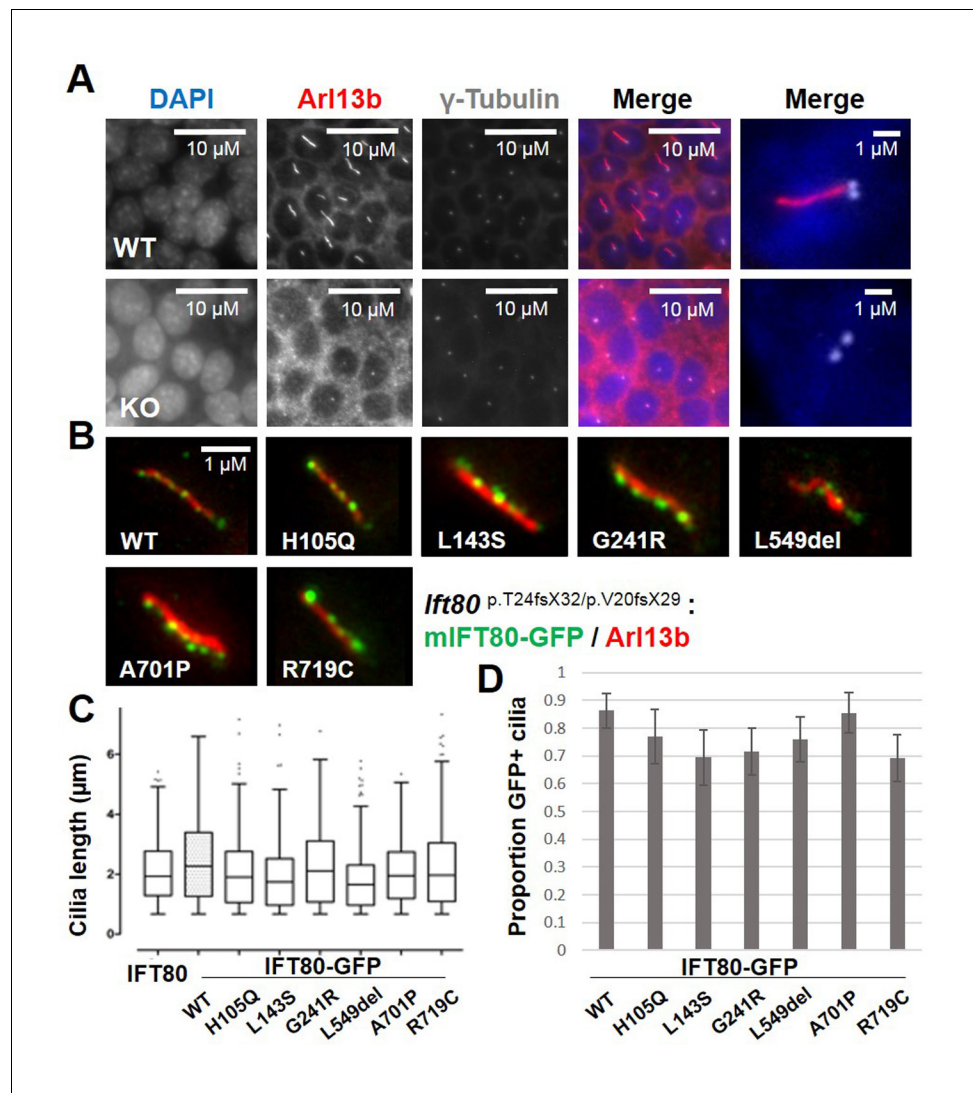 A
DAPI Arl13b γ-Tubulin Merge Merge
10 µM 10 µM 10 µM 10 µM 1 µM
WT
10 µM 10 µM 10 µM 10 µM 1 µM
KO
B
1 µM
WT H105Q L143S G241R L549del
A701P R719C
Ift80 p.T24fsX32/p.V20fsX29 :
mIFT80-GFP / Arl13b
C
Cilia length (µm)
6
4
2
0
IFT80 IFT80-GFP
WT H105Q L143S G241R L549del A701P R719C
D
Proportion GFP+ cilia
1
0.9
0.8
0.7
0.6
0.5
0.4
0.3
0.2
0.1
0
IFT80-GFP
WT H105Q L143S G241R L549del A701P R719C